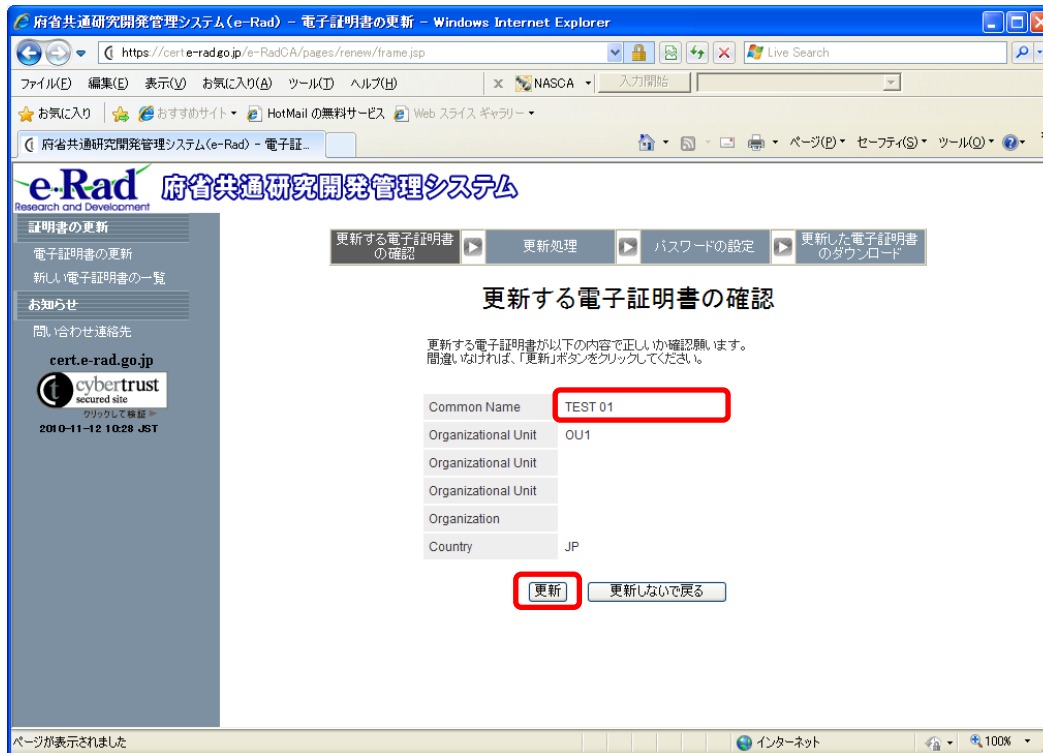 府省共通研究開発管理システム(e-Rad) - 電子証明書の更新 - Windows Internet Explorer
https://cert.e-rad.go.jp/e-RadCA/pages/renew/frame.jsp
Live Search
ファイル(F) 編集(E) 表示(V) お気に入り(A) ツール(T) ヘルプ(H) x NASCA 入力開始
お気に入り おすすめサイト HotMail の無料サービス Web スライス ギャラリー
府省共通研究開発管理システム(e-Rad) - 電子証... ページ(P) セーフティ(S) ツール(O)
e-Rad 府省共通研究開発管理システム
Research and Development
証明書の更新
電子証明書の更新
新しい電子証明書の一覧
お知らせ
問い合わせ連絡先
cert.e-rad.go.jp
cybertrust
secured site
クリックして検証
2010-11-12 10:28 JST
更新する電子証明書
の確認
更新処理
パスワードの設定
更新した電子証明書
のダウンロード
更新する電子証明書の確認
更新する電子証明書が以下の内容で正しいか確認願います。
間違いなければ、「更新」ボタンをクリックしてください。
Common Name TEST 01
Organizational Unit OU1
Organizational Unit
Organizational Unit
Organization
Country JP
更新 更新しないで戻る
ページが表示されました インターネット 100%